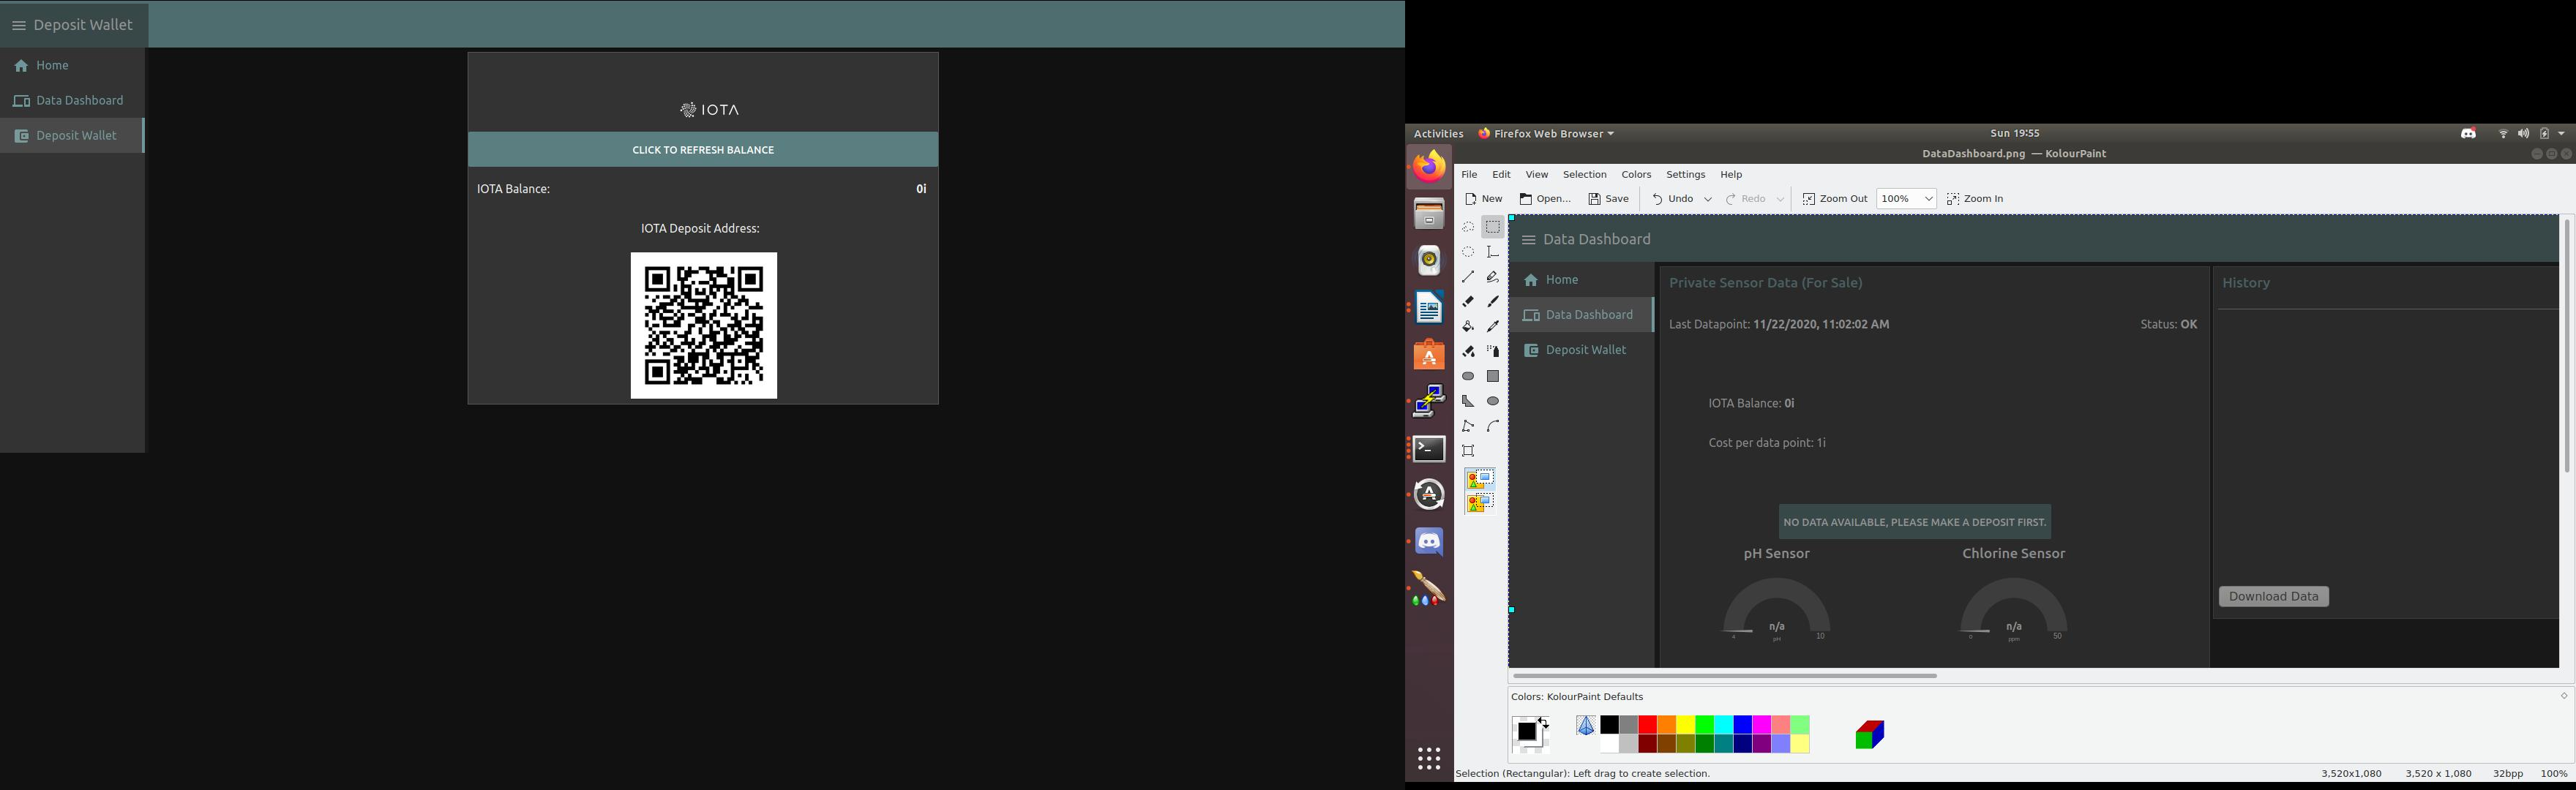 Deposit Wallet
Home
Data Dashboard
Deposit Wallet
IOTA
CLICK TO REFRESH BALANCE
IOTA Balance: 0i
IOTA Deposit Address:
Activities Firefox Web Browser Sun 19:55
DataDashboard.png — KolourPaint
File Edit View Selection Colors Settings Help
New Open... Save Undo Redo Zoom Out 100% Zoom In
Data Dashboard
Home
Data Dashboard
Deposit Wallet
Private Sensor Data (For Sale)
Last Datapoint: 11/22/2020, 11:02:02 AM Status: OK
IOTA Balance: 0i
Cost per data point: 1i
NO DATA AVAILABLE, PLEASE MAKE A DEPOSIT FIRST.
pH Sensor Chlorine Sensor
n/a n/a
4 pH 10 0 ppm 50
History
Download Data
Colors: KolourPaint Defaults
Selection (Rectangular): Left drag to create selection. 3,520x1,080 3,520 x 1,080 32bpp 100%